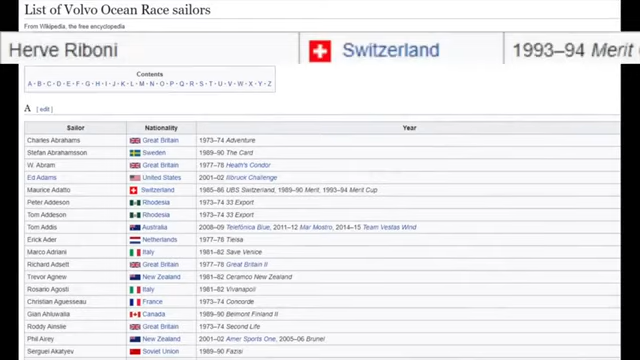 List of Volvo Ocean Race sailors
From Wikipedia, the free encyclopedia
Herve Riboni Switzerland 1993–94 Merit
Contents
A · B · C · D · E · F · G · H · I · J · K · L · M · N · O · P · Q · R · S · T · U · V · W · X · Y · Z
A [ edit ]
Sailor Nationality Year
Charles Abrahams Great Britain 1973–74 Adventure
Stefan Abrahamsson Sweden 1989-90 The Card
W. Abram Great Britain 1977–78 Heath's Condor
Ed Adams United States 2001–02 Illbruck Challenge
Maurice Adatto Switzerland 1985–86 UBS Switzerland, 1989–90 Merit, 1993–94 Merit Cup
Peter Addeson Rhodesia 1973–74 33 Export
Tom Addeson Rhodesia 1973–74 33 Export
Tom Addis Australia 2008–09 Telefónica Blue, 2011–12 Mar Mostro, 2014–15 Team Vestas Wind
Erick Ader Netherlands 1977–78 Tielsa
Marco Adriani Italy 1981–82 Save Venice
Richard Adsett Great Britain 1977–78 Great Britain II
Trevor Agnew New Zealand 1981–82 Ceramco New Zealand
Rosario Agosli Italy 1981–82 Vivanapoli
Christian Aguesseau France 1973–74 Concorde
Gian Ahluwalia Canada 1989–90 Belmont Finland II
Roddy Ainslie Great Britain 1973–74 Second Life
Phil Airey New Zealand 2001–02 Amer Sports One, 2005–06 Brunel
Serguei Akatyev Soviet Union 1989–90 Fazisi